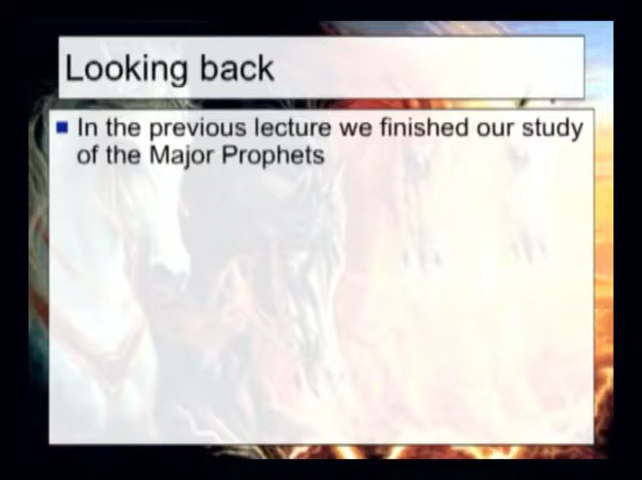 Looking back
In the previous lecture we finished our study
of the Major Prophets